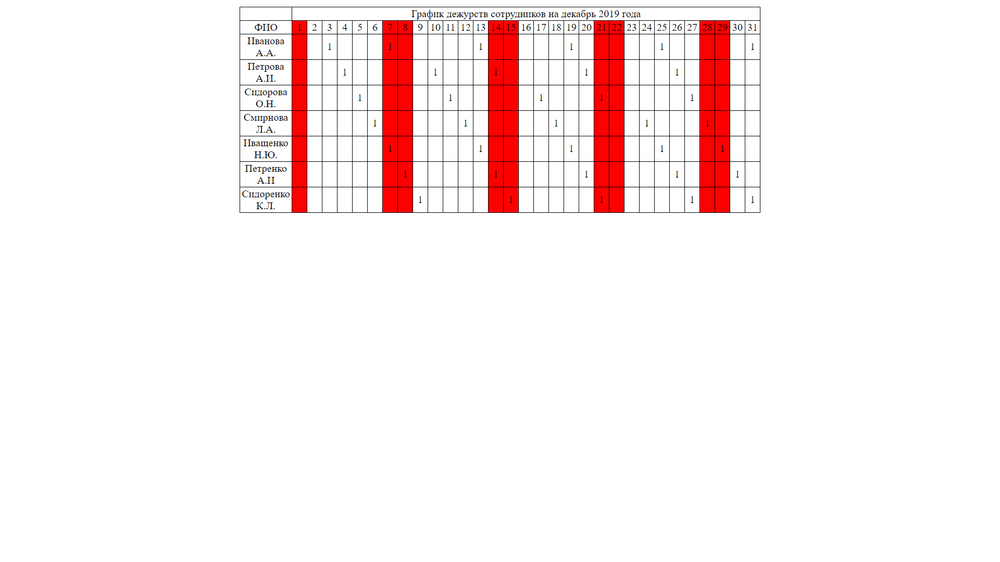 График дежурств сотрудников на декабрь 2019 года
ФИО 1 2 3 4 5 6 7 8 9 10 11 12 13 14 15 16 17 18 19 20 21 22 23 24 25 26 27 28 29 30 31
Иванова
А.А. 1 1 1 1 1 1
Петрова
А.И. 1 1 1 1 1
Сидорова
О.Н. 1 1 1 1 1
Смирнова
Л.А. 1 1 1 1 1
Иващенко
Н.Ю. 1 1 1 1 1
Петренко
А.И 1 1 1 1 1
Сидоренко
К.Л. 1 1 1 1 1